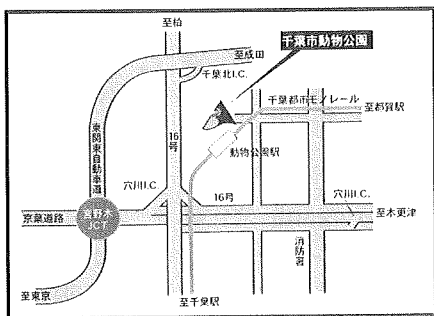 至柏
千葉市動物公園
至成田
千葉北I.C.
千葉都市モノレール
至都賀駅
東関東自動車道
16号
動物公園駅
穴川I.C.
16号
穴川I.C.
京葉道路
宮野木JCT
至木更津
消防署
至東京
至千葉駅